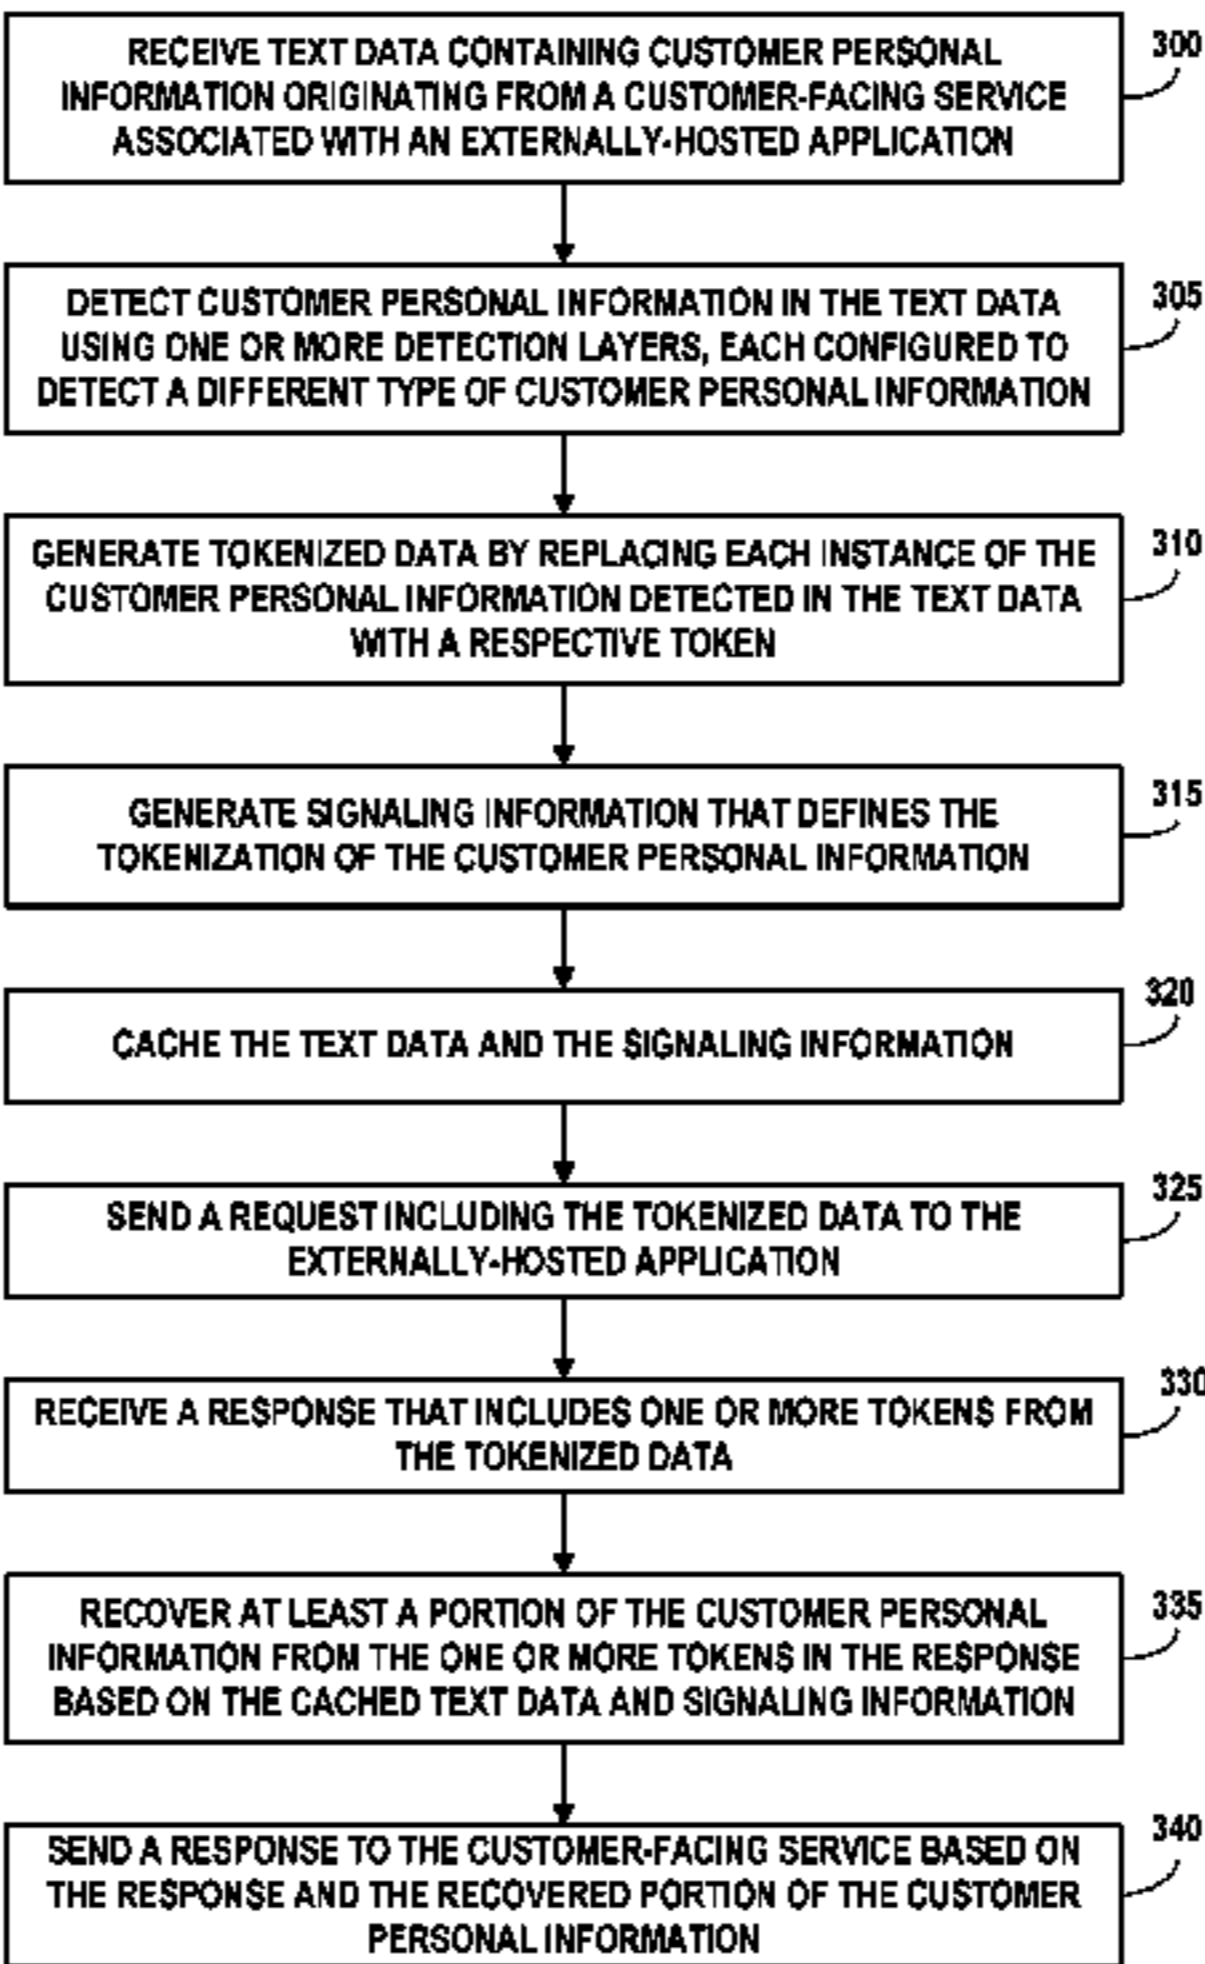 RECEIVE TEXT DATA CONTAINING CUSTOMER PERSONAL
INFORMATION ORIGINATING FROM A CUSTOMER-FACING SERVICE
ASSOCIATED WITH AN EXTERNALLY-HOSTED APPLICATION
300
DETECT CUSTOMER PERSONAL INFORMATION IN THE TEXT DATA
USING ONE OR MORE DETECTION LAYERS, EACH CONFIGURED TO
DETECT A DIFFERENT TYPE OF CUSTOMER PERSONAL INFORMATION
305
GENERATE TOKENIZED DATA BY REPLACING EACH INSTANCE OF THE
CUSTOMER PERSONAL INFORMATION DETECTED IN THE TEXT DATA
WITH A RESPECTIVE TOKEN
310
GENERATE SIGNALING INFORMATION THAT DEFINES THE
TOKENIZATION OF THE CUSTOMER PERSONAL INFORMATION
315
CACHE THE TEXT DATA AND THE SIGNALING INFORMATION
320
SEND A REQUEST INCLUDING THE TOKENIZED DATA TO THE
EXTERNALLY-HOSTED APPLICATION
325
RECEIVE A RESPONSE THAT INCLUDES ONE OR MORE TOKENS FROM
THE TOKENIZED DATA
330
RECOVER AT LEAST A PORTION OF THE CUSTOMER PERSONAL
INFORMATION FROM THE ONE OR MORE TOKENS IN THE RESPONSE
BASED ON THE CACHED TEXT DATA AND SIGNALING INFORMATION
335
SEND A RESPONSE TO THE CUSTOMER-FACING SERVICE BASED ON
THE RESPONSE AND THE RECOVERED PORTION OF THE CUSTOMER
PERSONAL INFORMATION
340